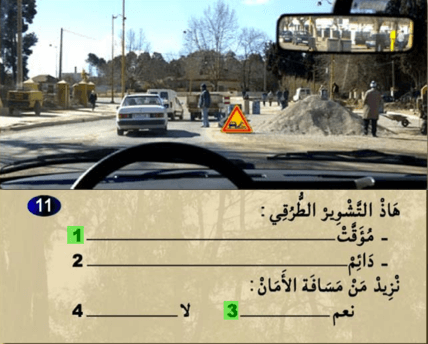 11 هَاذْ التَّشْوِيرْ الطُّرُقِي :
- مُؤَقَّتْ 1
- دَائِمْ 2
نْزِيدْ مَنْ مَسَافَة الأَمَانْ :
نعم 3 لا 4